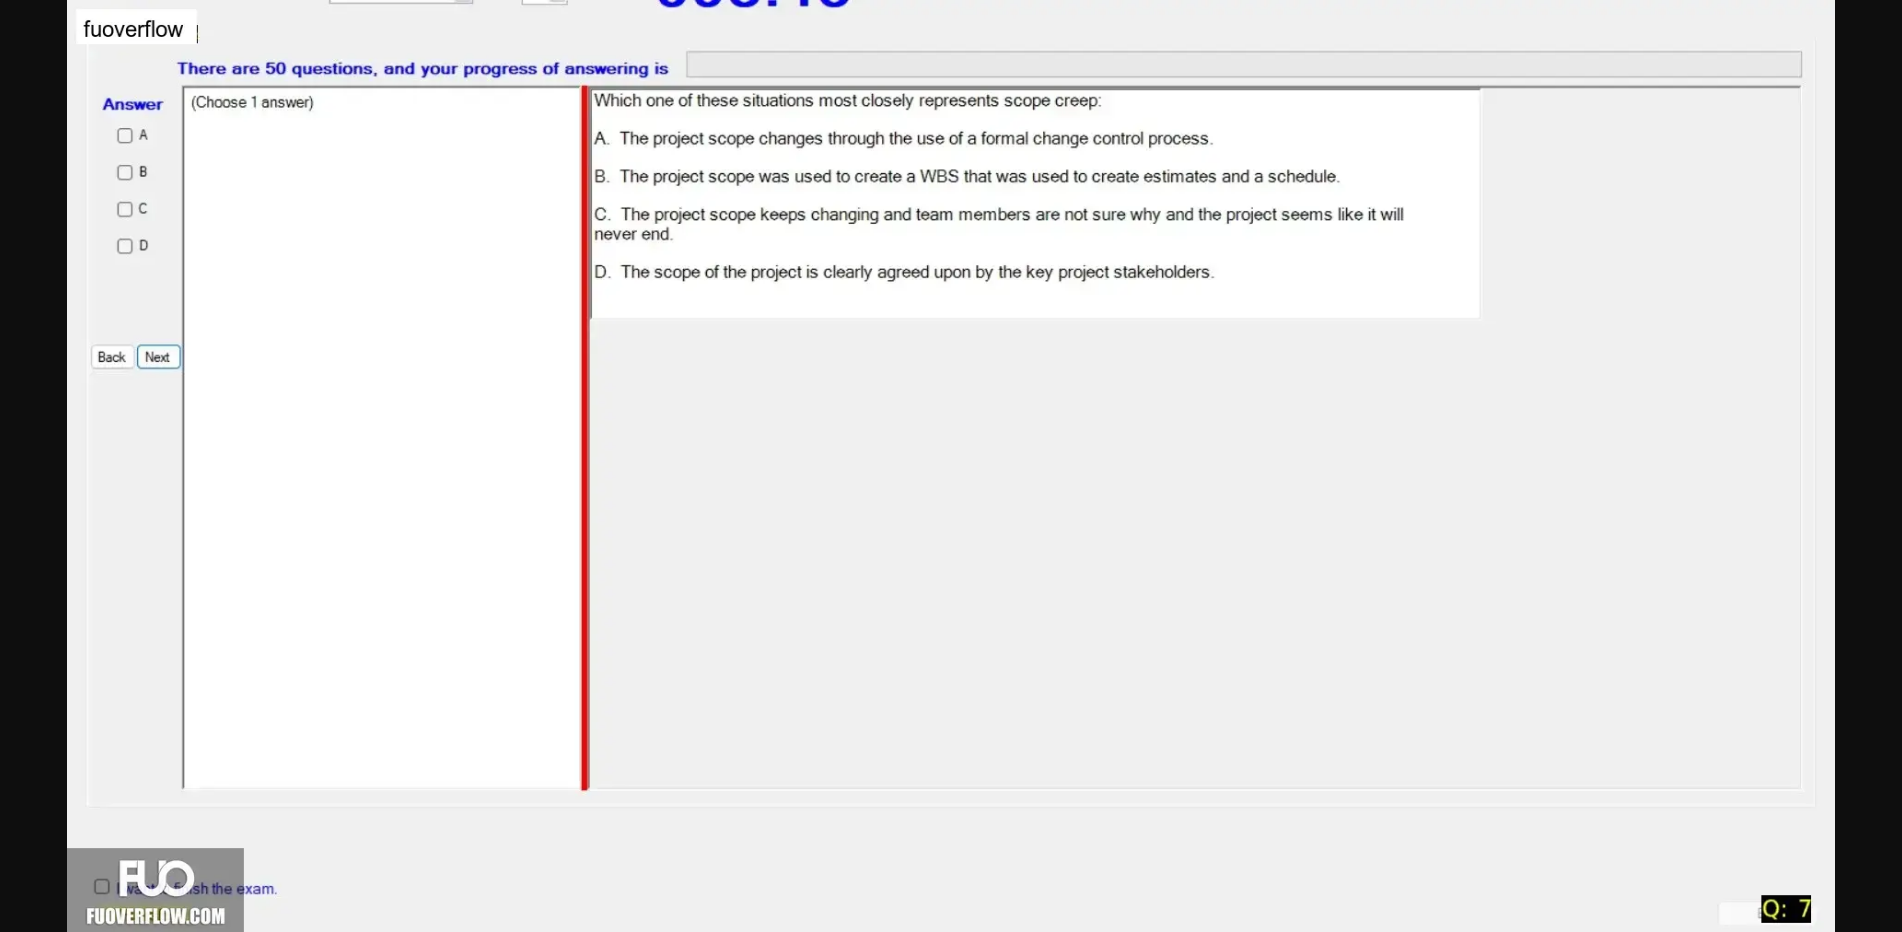 fuoverflow
There are 50 questions, and your progress of answering is
Answer
(Choose 1 answer)
A
B
C
D
Back Next
Which one of these situations most closely represents scope creep:
A. The project scope changes through the use of a formal change control process.
B. The project scope was used to create a WBS that was used to create estimates and a schedule.
C. The project scope keeps changing and team members are not sure why and the project seems like it will
never end.
D. The scope of the project is clearly agreed upon by the key project stakeholders.
FUO
the exam.
FUOVERFLOW.COM
Q: 7